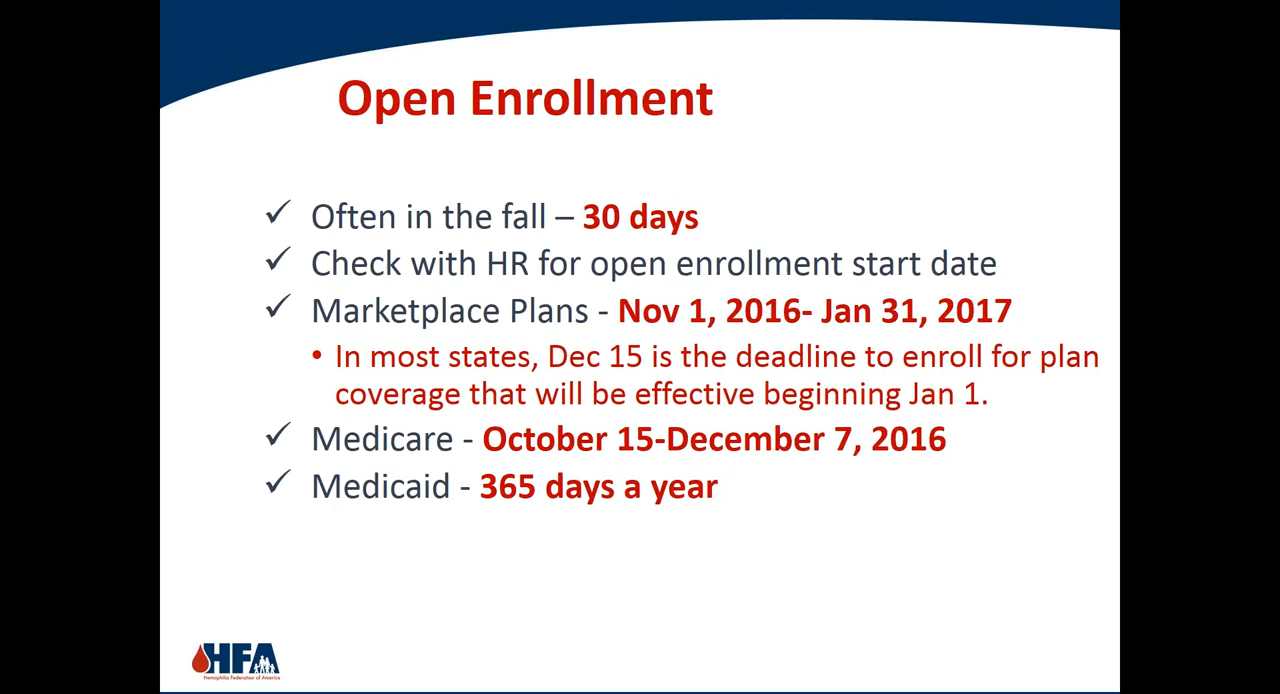 Open Enrollment
✓ Often in the fall – 30 days
✓ Check with HR for open enrollment start date
✓ Marketplace Plans - Nov 1, 2016- Jan 31, 2017
• In most states, Dec 15 is the deadline to enroll for plan
coverage that will be effective beginning Jan 1.
✓ Medicare - October 15-December 7, 2016
✓ Medicaid - 365 days a year
HFA
Hemophilia Federation of America